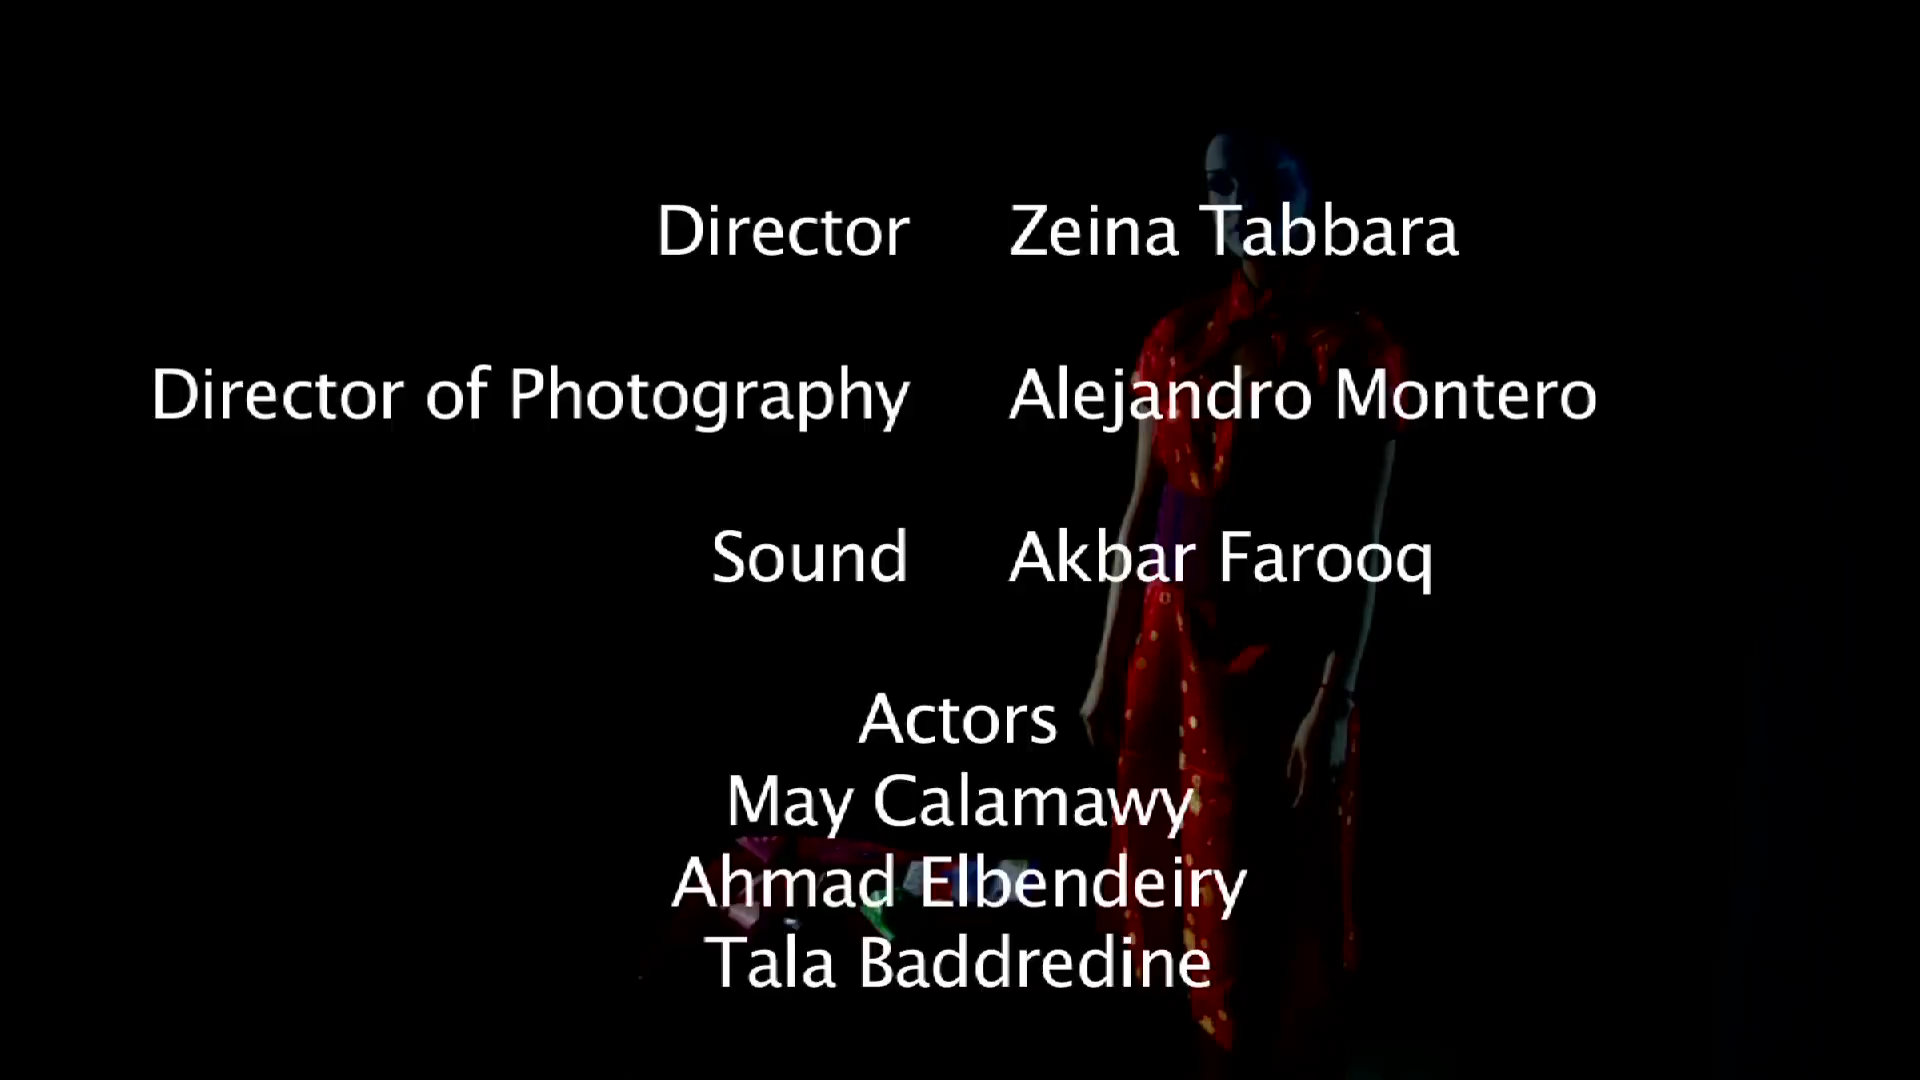 Director Zeina Tabbara
Director of Photography Alejandro Montero
Sound Akbar Farooq
Actors
May Calamawy
Ahmad Elbendeiry
Tala Baddredine